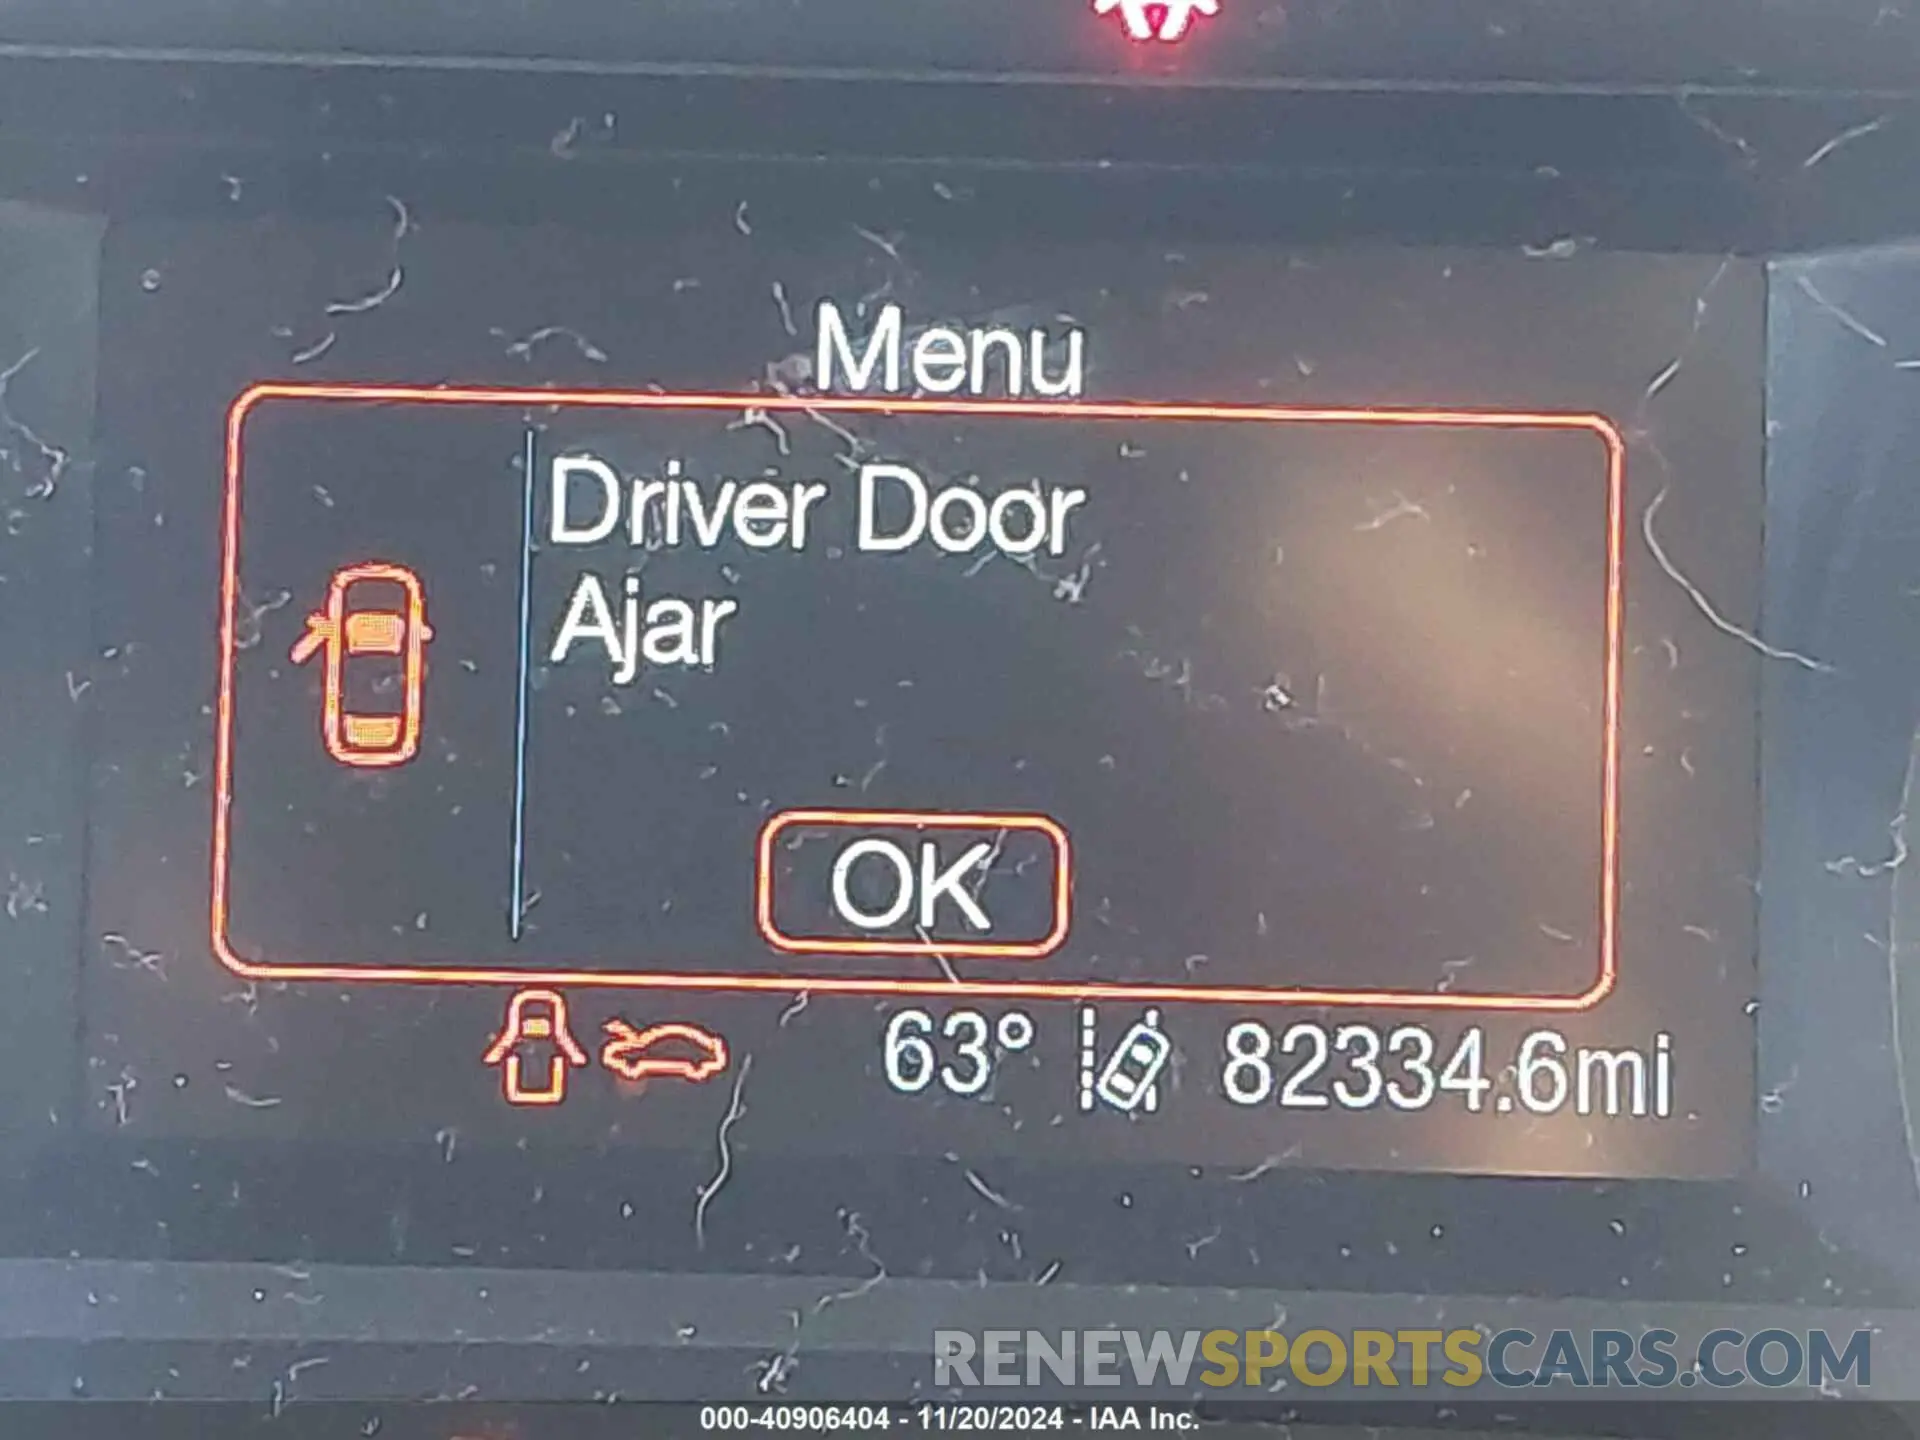 Menu
Driver Door
Ajar
OK
63° 82334.6mi
RENEWSPORTSCARS.COM
000-40906404 - 11/20/2024 - IAA Inc.